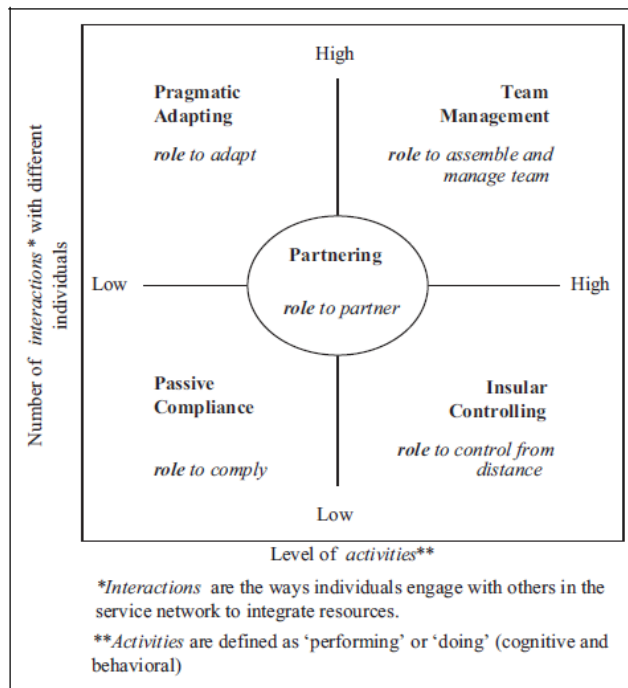 High
Pragmatic
Adapting
role to adapt
Team
Management
role to assemble and
manage team
Number of interactions* with different
individuals
Low
Partnering
role to partner
High
Passive
Compliance
role to comply
Insular
Controlling
role to control from
distance
Low
Level of activities**
*Interactions are the ways individuals engage with others in the
service network to integrate resources.
**Activities are defined as ‘performing’ or ‘doing’ (cognitive and
behavioral)